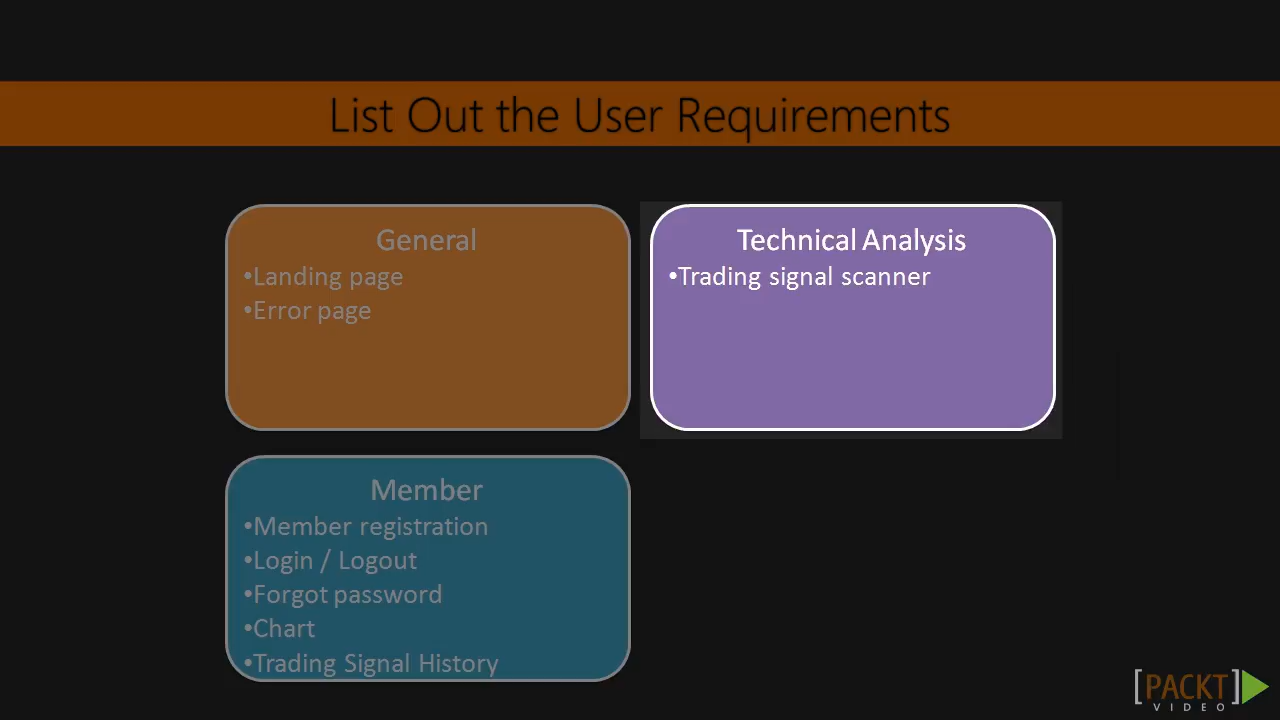 List Out the User Requirements
General
•Landing page
•Error page
Technical Analysis
•Trading signal scanner
Member
•Member registration
•Login / Logout
•Forgot password
•Chart
•Trading Signal History
[PACKT]
VIDEO